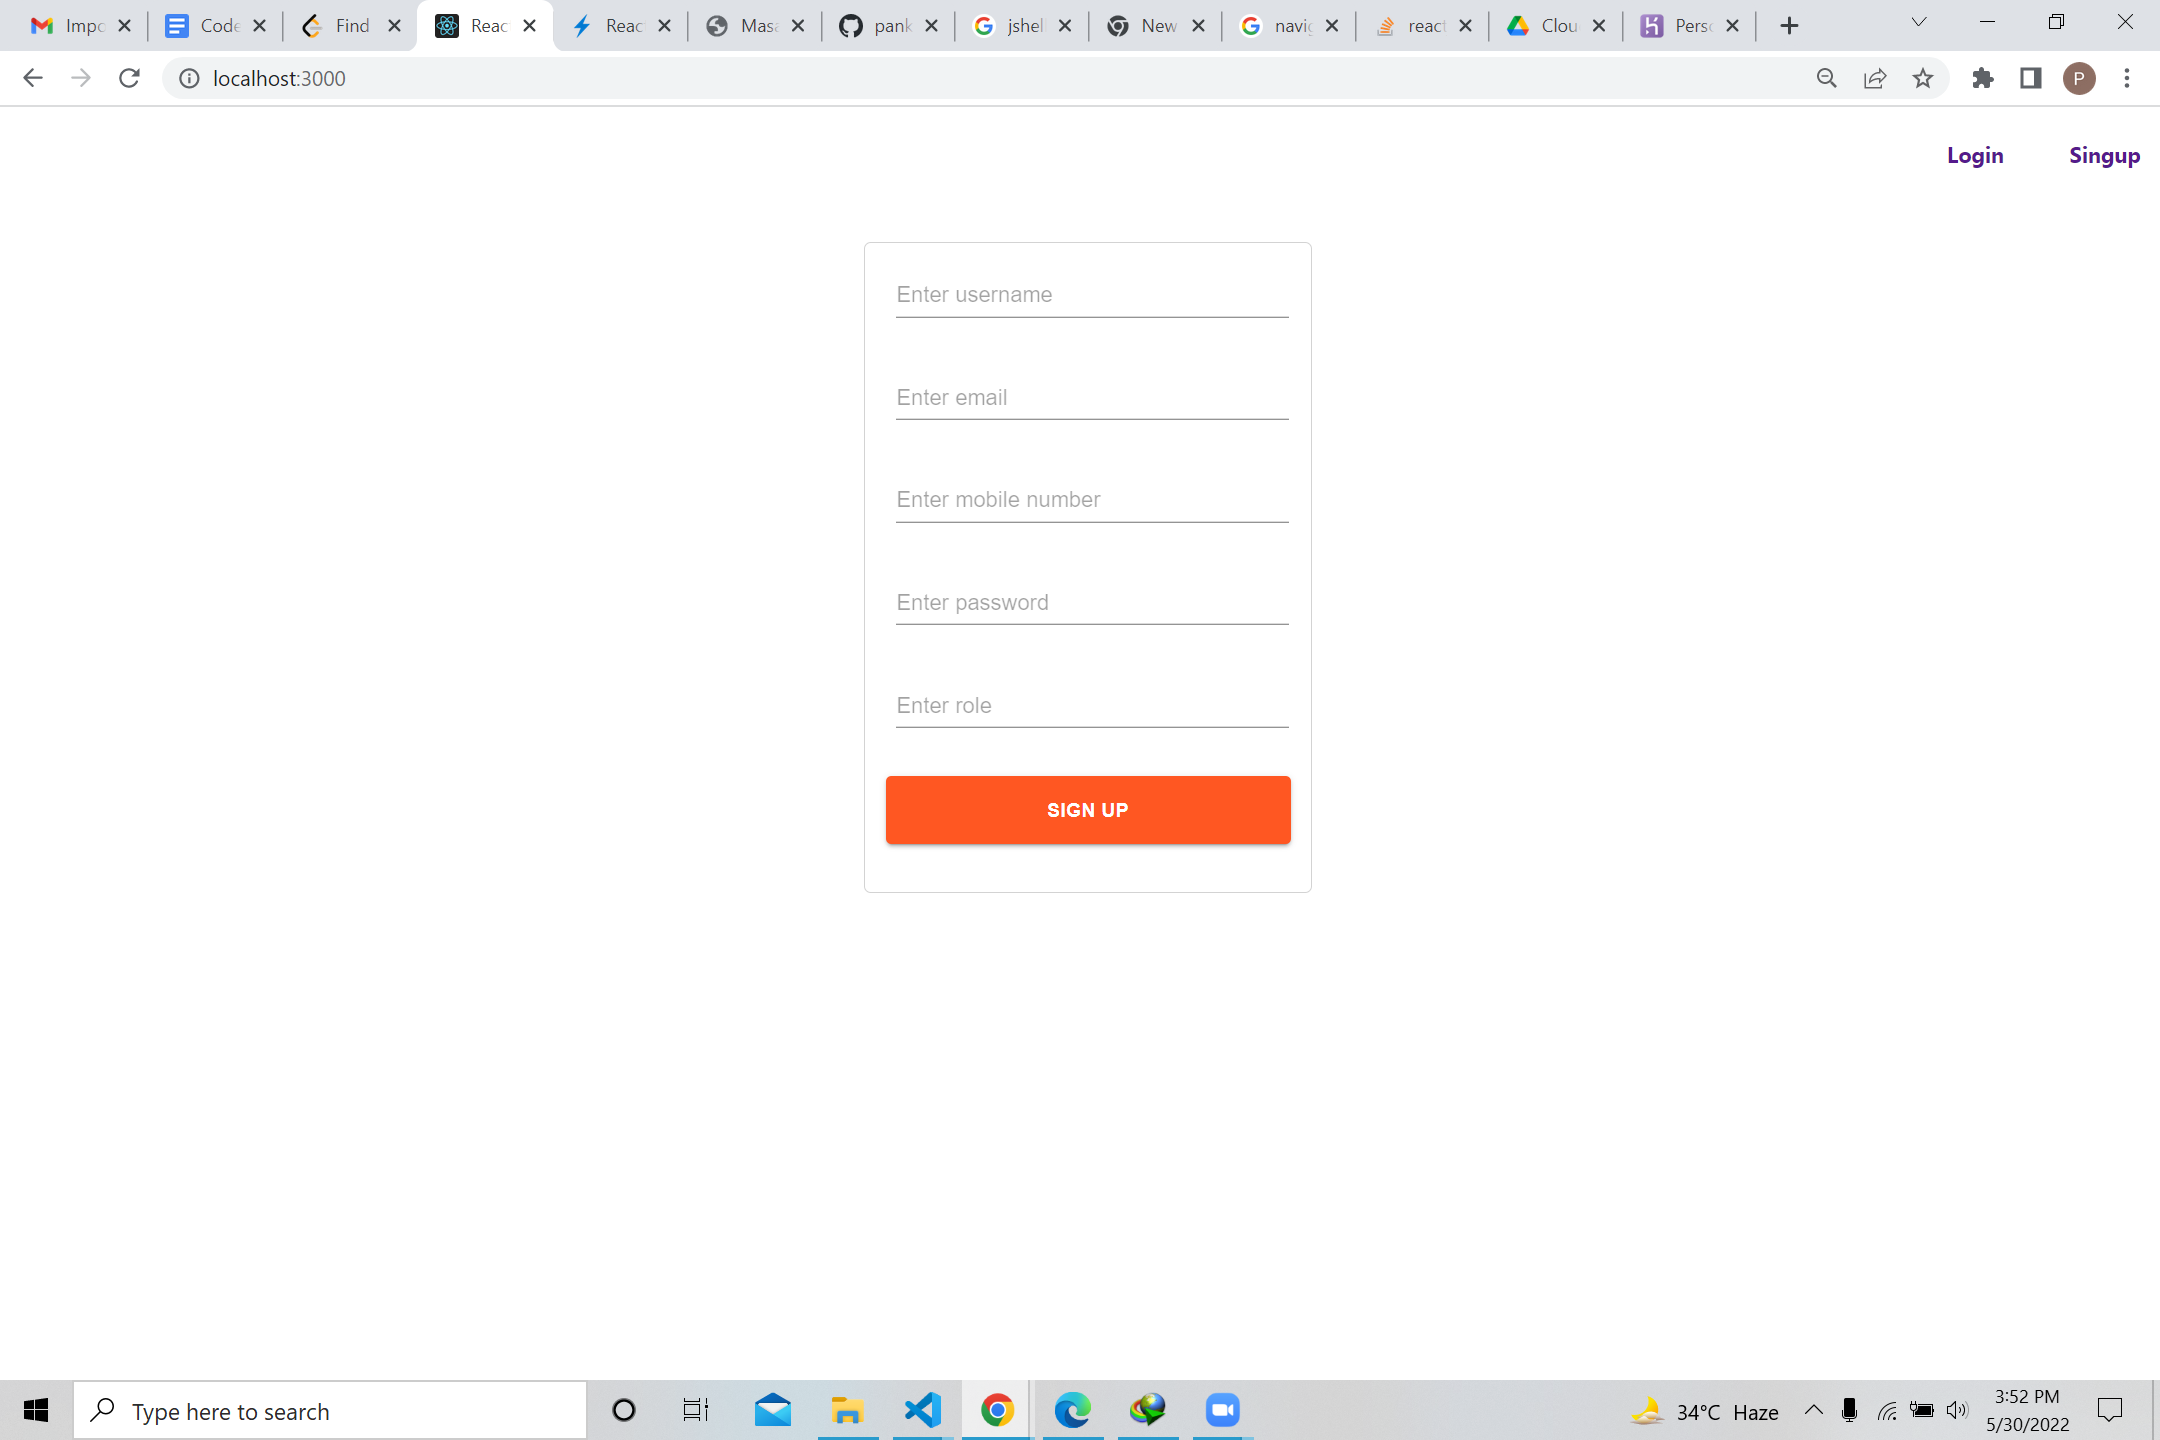 Impo Code Find Reac Reac Masa pank jshel New navig react Clou Perso
localhost:3000
P
Login Singup
Enter username
Enter email
Enter mobile number
Enter password
Enter role
SIGN UP
Type here to search
34°C Haze
3:52 PM
5/30/2022